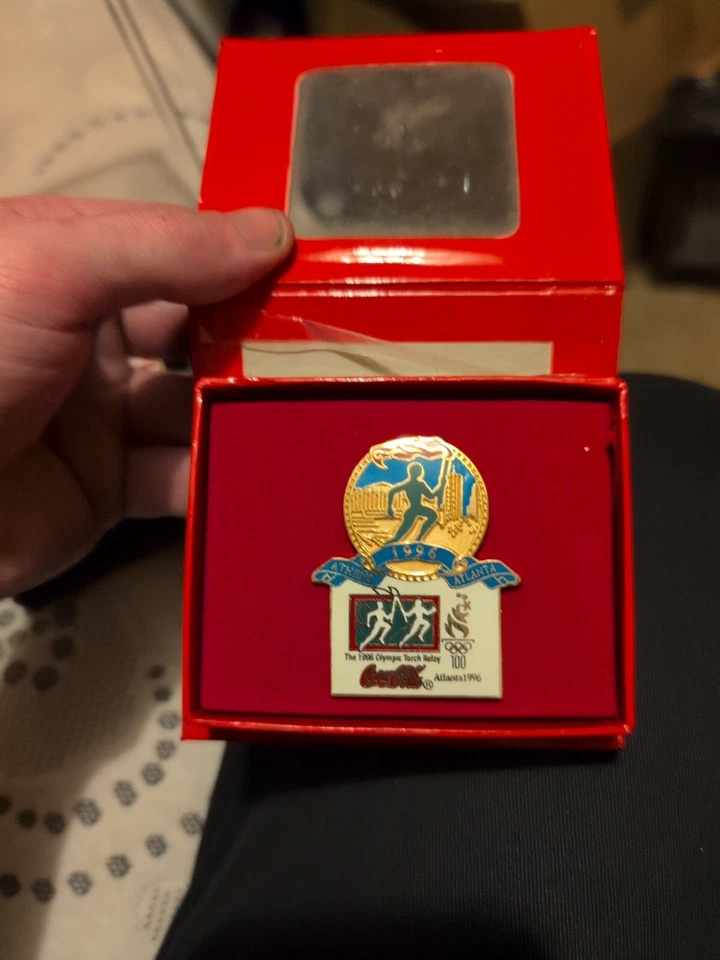 1996
ATHENS ATLANTA
The 1996 Olympic Torch Relay
100
Coca-Cola® Atlanta1996